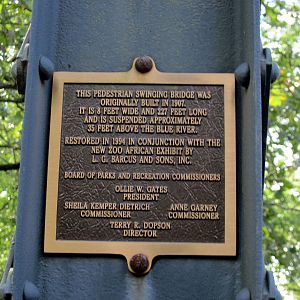 THIS PEDESTRIAN SWINGING BRIDGE WAS
ORIGINALLY BUILT IN 1907.
IT IS 8 FEET WIDE AND 227 FEET LONG
AND IS SUSPENDED APPROXIMATELY
35 FEET ABOVE THE BLUE RIVER.
RESTORED IN 1994 IN CONJUNCTION WITH THE
NEW ZOO AFRICAN EXHIBIT BY
L. G. BARCUS AND SONS, INC.
BOARD OF PARKS AND RECREATION COMMISSIONERS
OLLIE W. GATES
PRESIDENT
SHEILA KEMPER DIETRICH ANNE GARNEY
COMMISSIONER COMMISSIONER
TERRY R. DOPSON
DIRECTOR